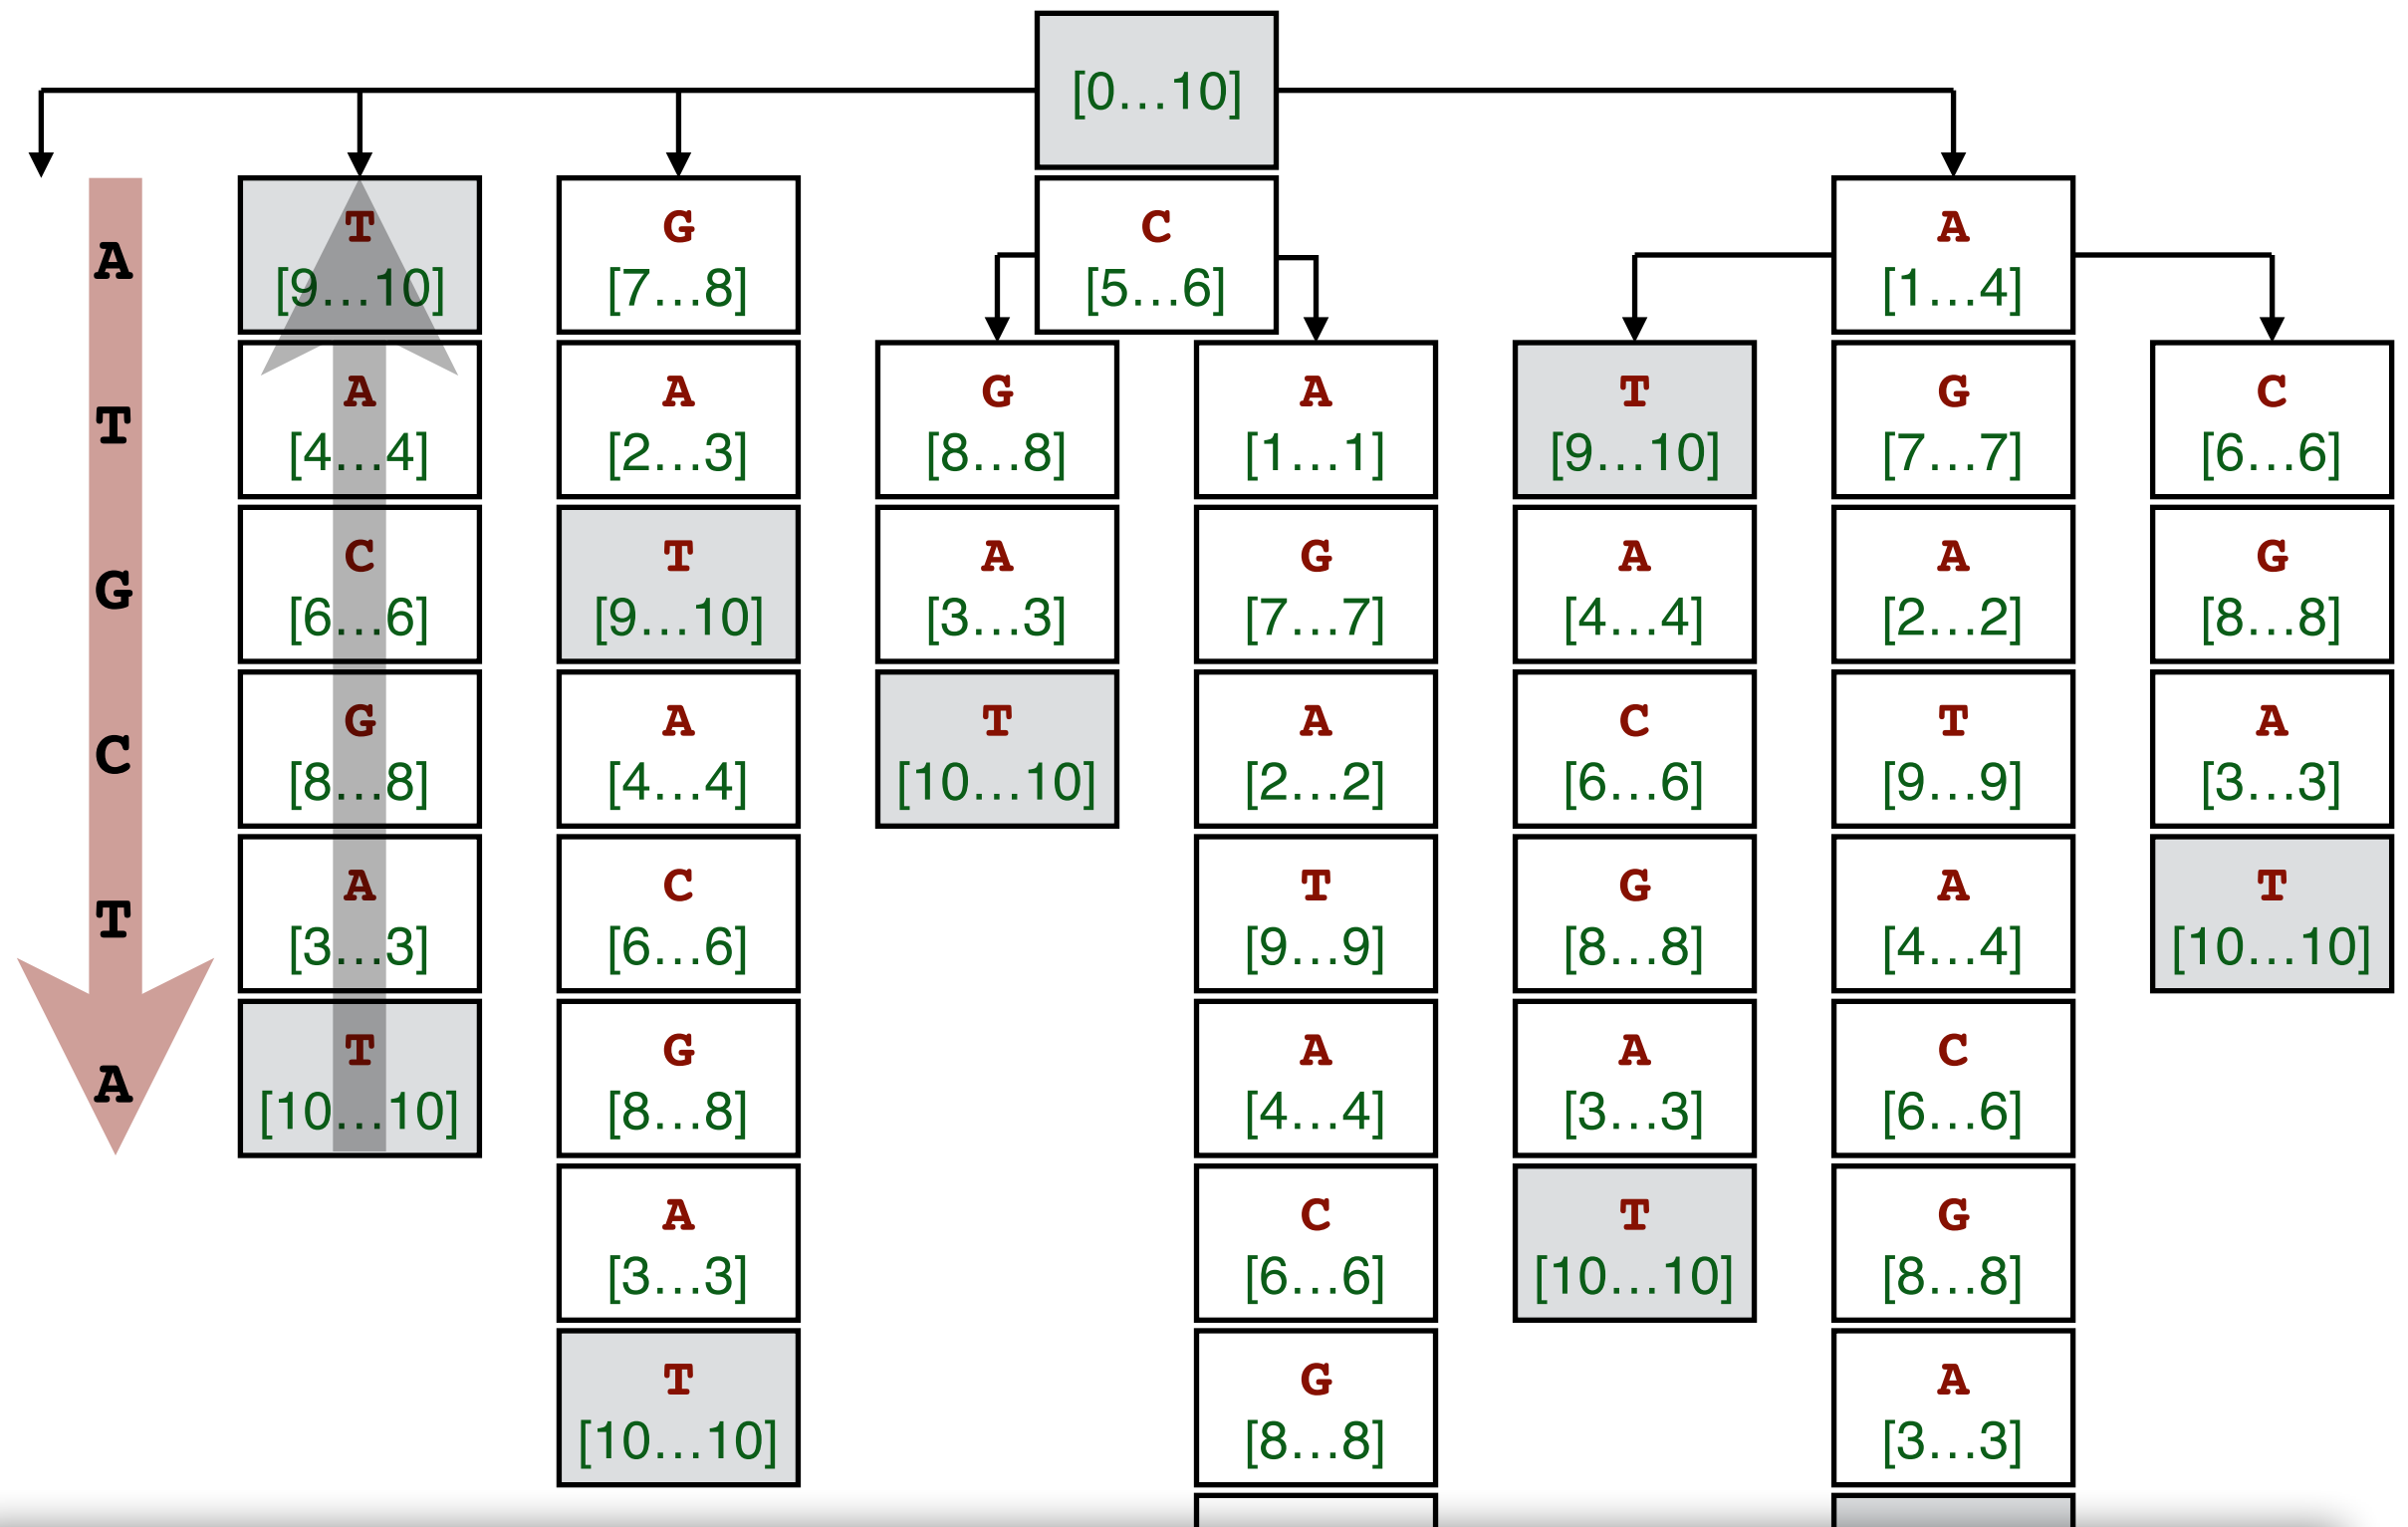 [0…10]
A
T
G
C
T
A
T
[9…10]
A
[4…4]
C
[6…6]
G
[8…8]
A
[3…3]
T
[10…10]
G
[7…8]
A
[2…3]
T
[9…10]
A
[4…4]
C
[6…6]
G
[8…8]
A
[3…3]
T
[10…10]
C
[5…6]
G
[8…8]
A
[3…3]
T
[10…10]
A
[1…1]
G
[7…7]
A
[2…2]
T
[9…9]
A
[4…4]
C
[6…6]
G
[8…8]
A
[1…4]
T
[9…10]
A
[4…4]
C
[6…6]
G
[8…8]
A
[3…3]
T
[10…10]
G
[7…7]
A
[2…2]
T
[9…9]
A
[4…4]
C
[6…6]
G
[8…8]
A
[3…3]
C
[6…6]
G
[8…8]
A
[3…3]
T
[10…10]